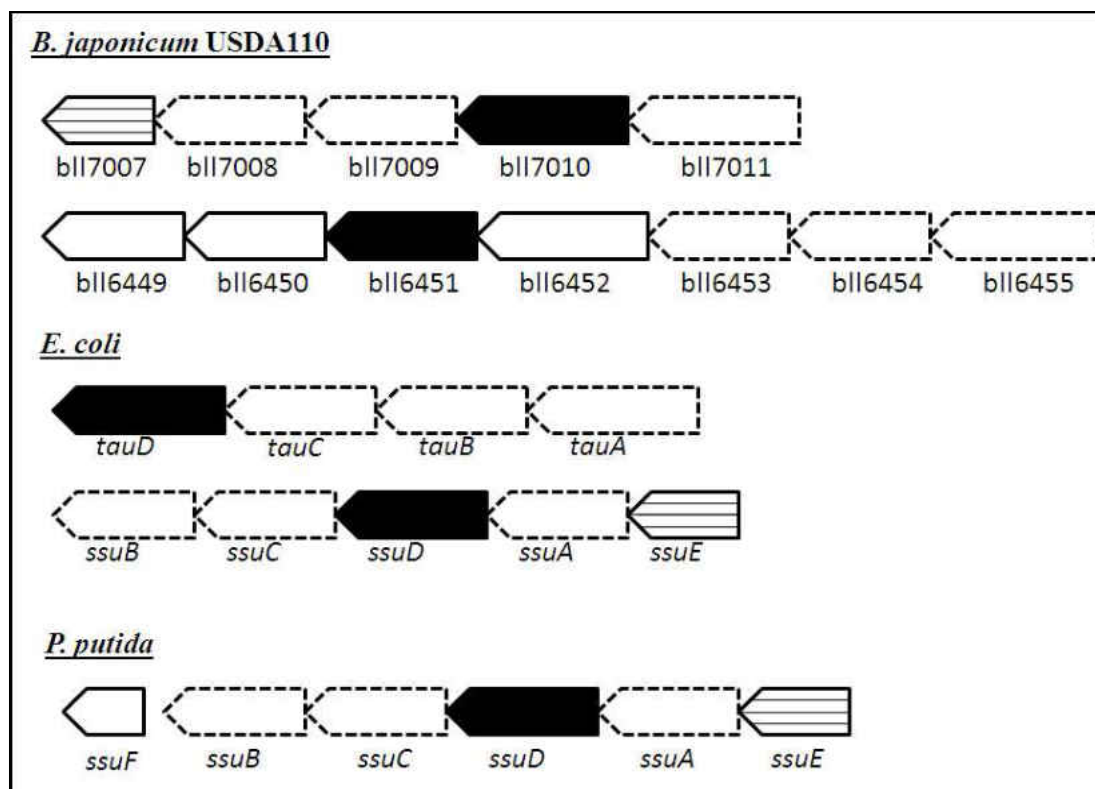 B. japonicum USDA110
bll7007 bll7008 bll7009 bll7010 bll7011
bll6449 bll6450 bll6451 bll6452 bll6453 bll6454 bll6455
E. coli
tauD tauC tauB tauA
ssuB ssuC ssuD ssuA ssuE
P. putida
ssuF ssuB ssuC ssuD ssuA ssuE